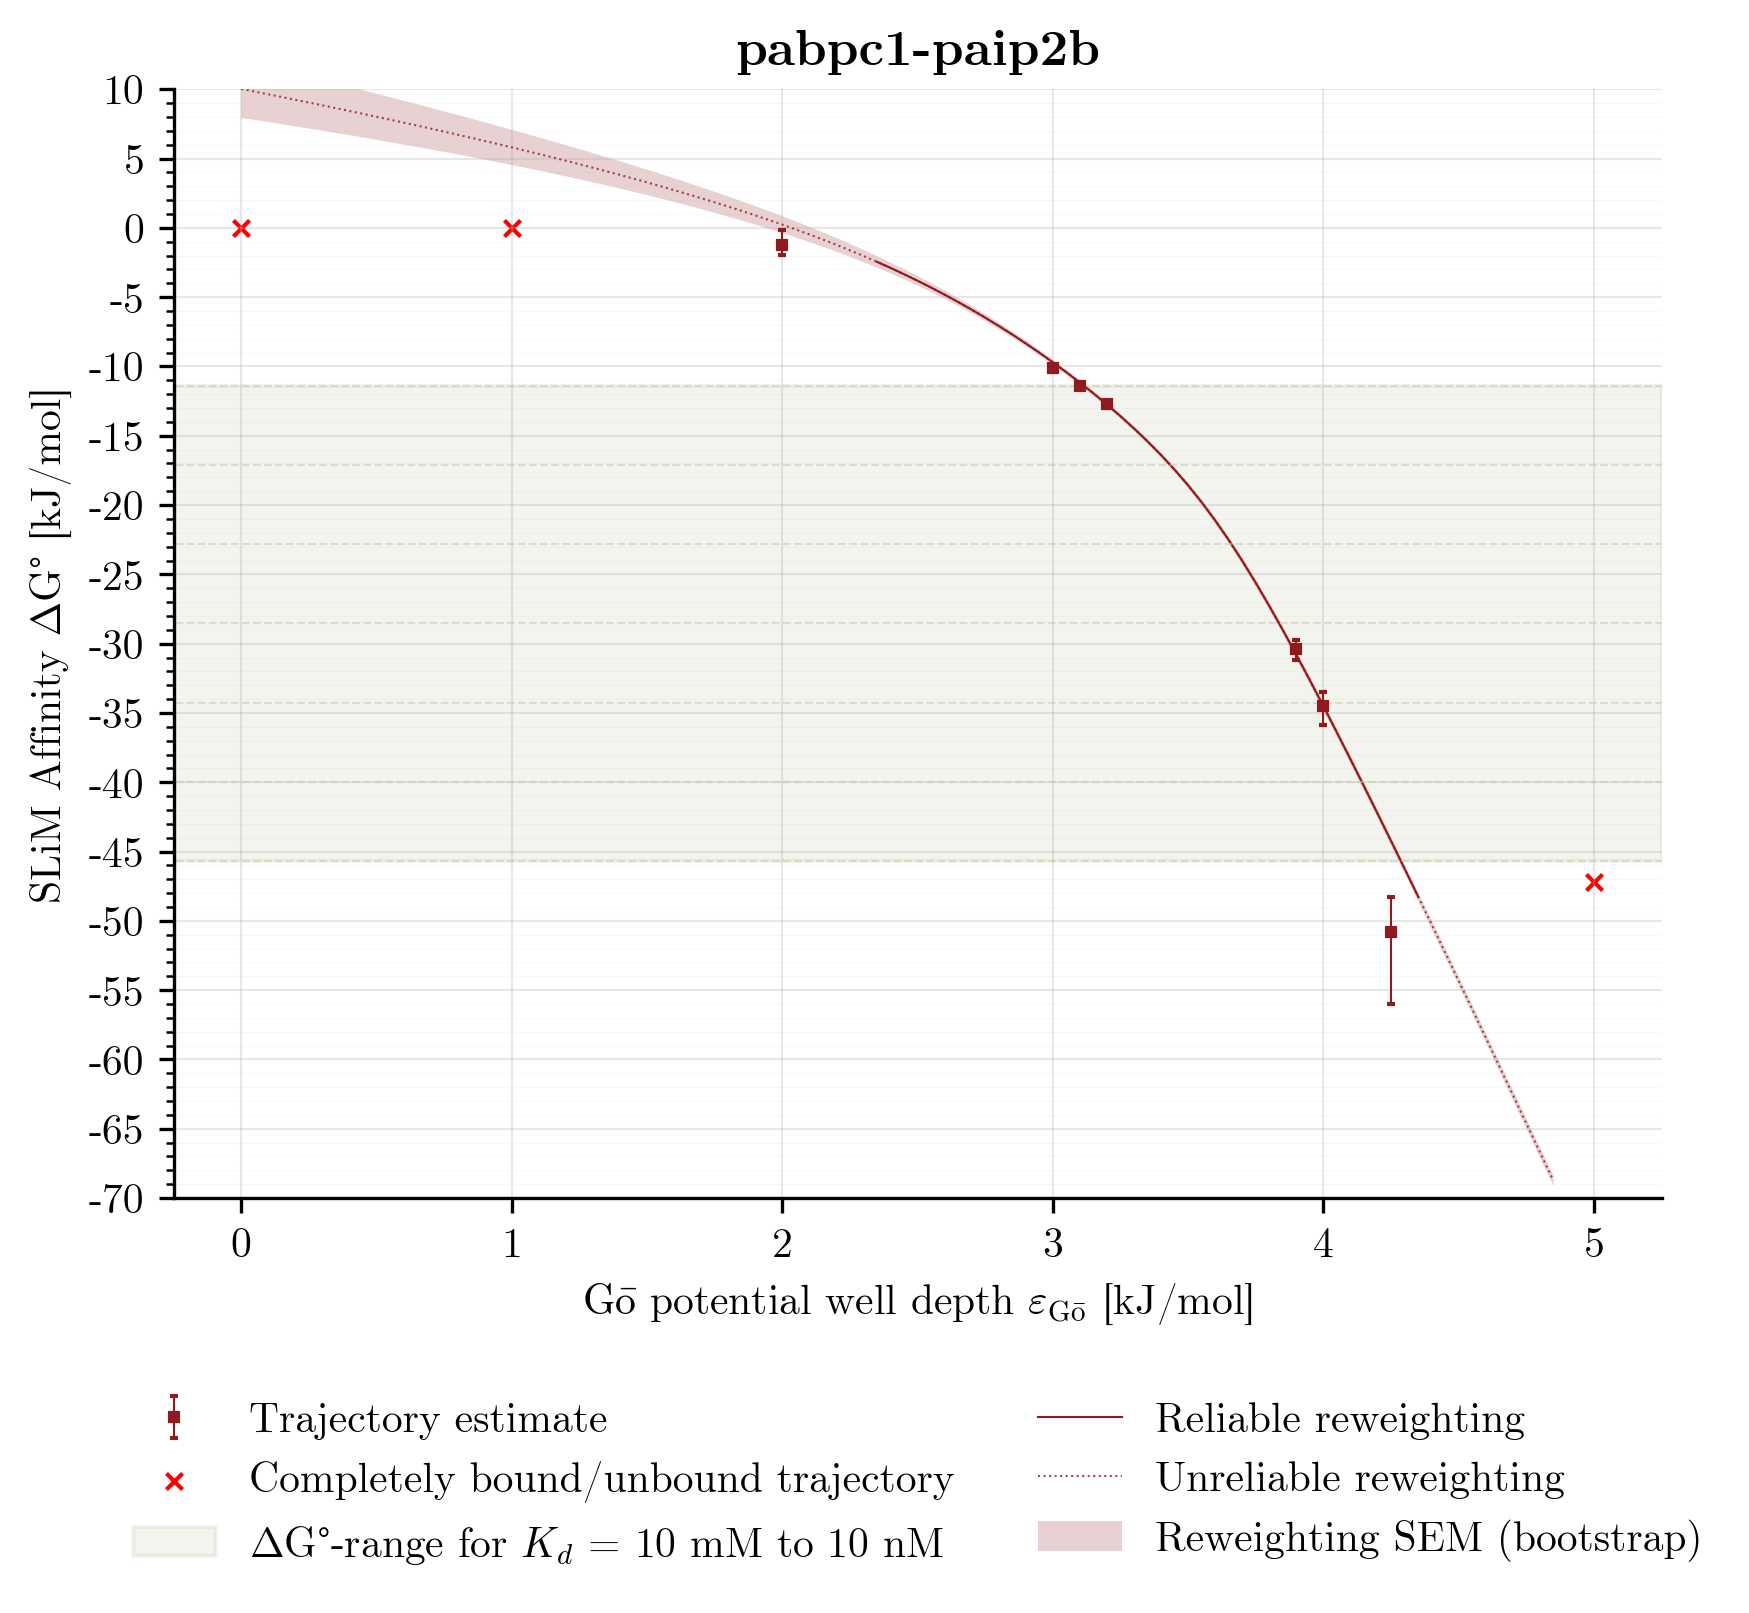 pabpc1-paip2b
10
5
0
-5
-10
-15
-20
-25
-30
-35
-40
-45
-50
-55
-60
-65
-70
SLiM Affinity ΔG° [kJ/mol]
0 1 2 3 4 5
Gō potential well depth ε_Gō [kJ/mol]
Trajectory estimate
Completely bound/unbound trajectory
ΔG°-range for K_d = 10 mM to 10 nM
Reliable reweighting
Unreliable reweighting
Reweighting SEM (bootstrap)